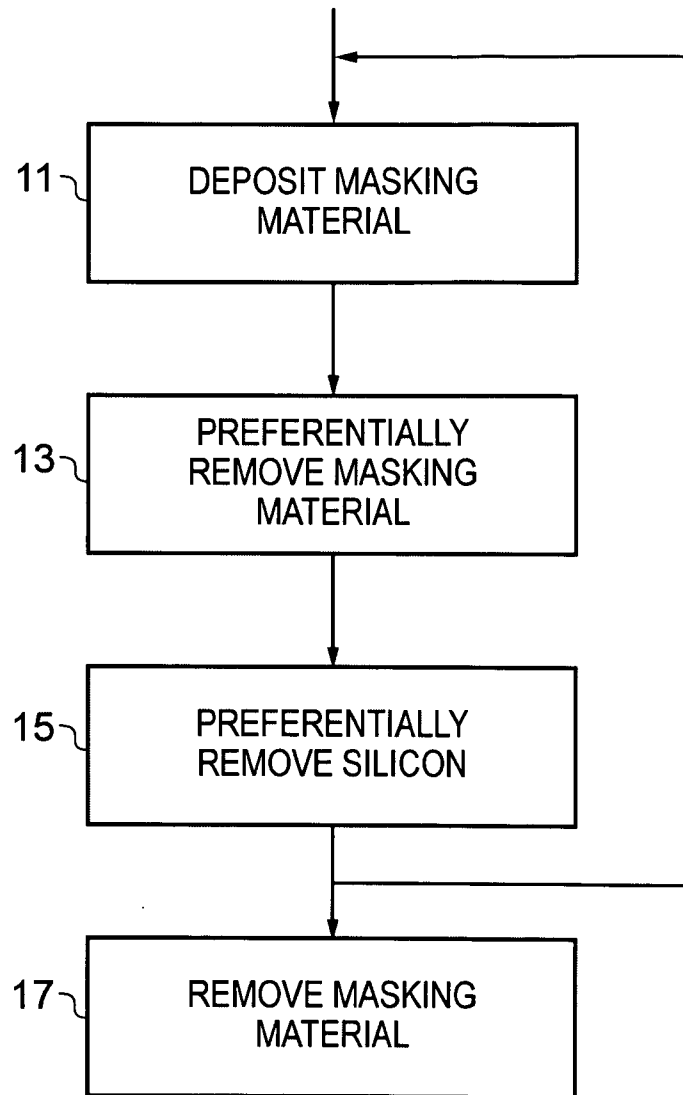 11
DEPOSIT MASKING
MATERIAL
13
PREFERENTIALLY
REMOVE MASKING
MATERIAL
15
PREFERENTIALLY
REMOVE SILICON
17
REMOVE MASKING
MATERIAL